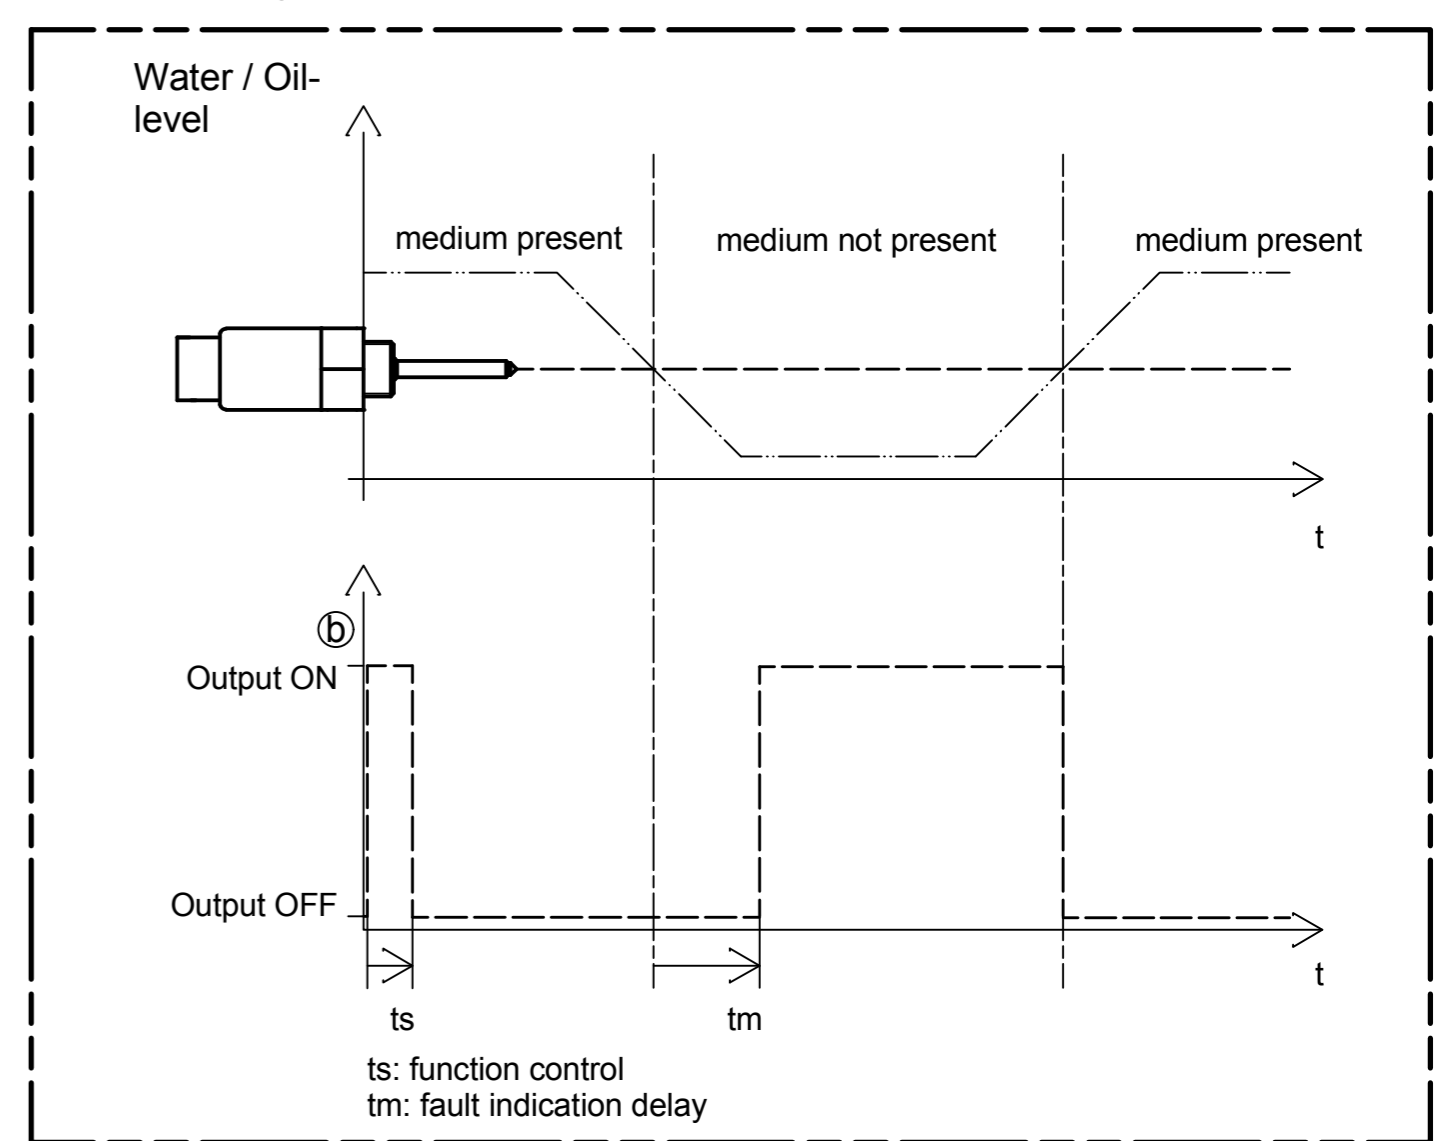 Water / Oil-
level
medium present
medium not present
medium present
t
b
Output ON
Output OFF
t
ts
tm
ts: function control
tm: fault indication delay